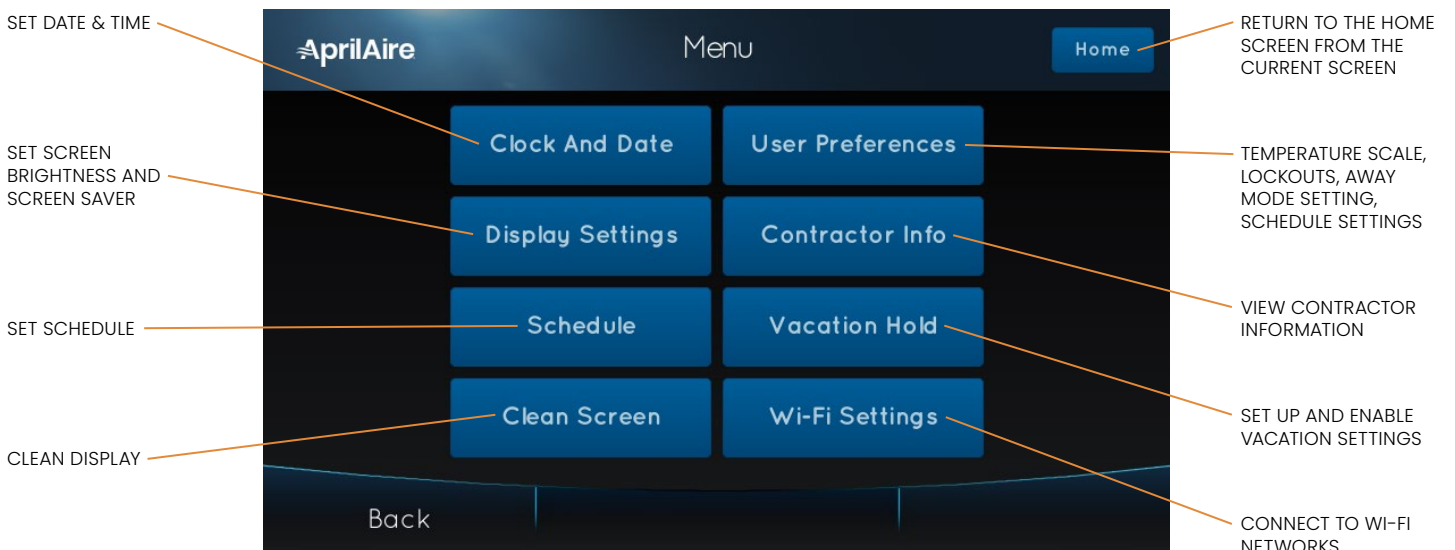 SET DATE & TIME
AprilAire
Menu
Home
RETURN TO THE HOME
SCREEN FROM THE
CURRENT SCREEN
Clock And Date
User Preferences
SET SCREEN
BRIGHTNESS AND
SCREEN SAVER
TEMPERATURE SCALE,
LOCKOUTS, AWAY
MODE SETTING,
SCHEDULE SETTINGS
Display Settings
Contractor Info
SET SCHEDULE
Schedule
Vacation Hold
VIEW CONTRACTOR
INFORMATION
Clean Screen
Wi-Fi Settings
SET UP AND ENABLE
VACATION SETTINGS
CLEAN DISPLAY
Back
CONNECT TO WI-FI
NETWORKS